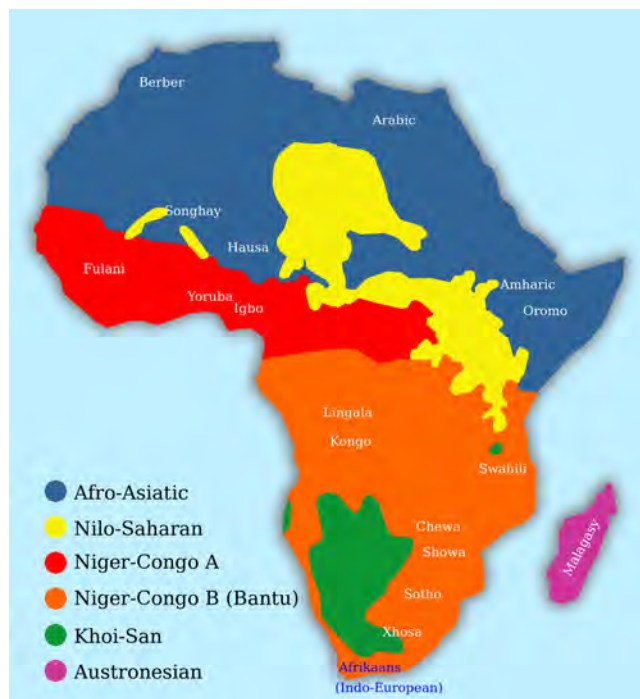 Berber
Arabic
Songhay
Hausa
Fulani
Amharic
Yoruba
Igbo
Oromo
Lingala
Kongo
Swahili
Afro-Asiatic
Nilo-Saharan
Chewa
Showa
Malagasy
Niger-Congo A
Niger-Congo B (Bantu)
Sotho
Khoi-San
Xhosa
Austronesian
Afrikaans
(Indo-European)